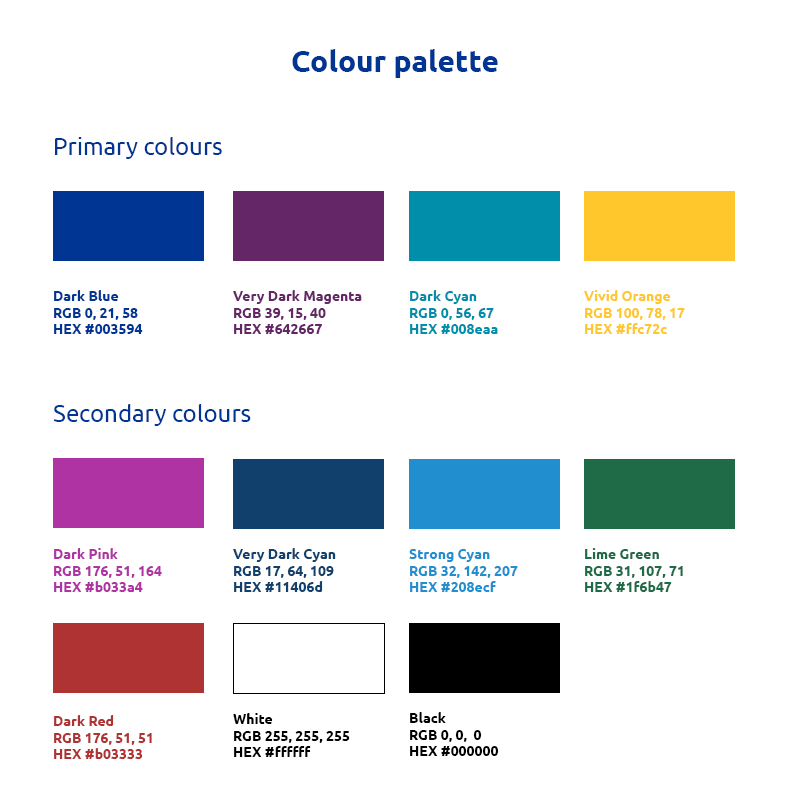 Colour palette
Primary colours
Dark Blue
RGB 0, 21, 58
HEX #003594
Very Dark Magenta
RGB 39, 15, 40
HEX #642667
Dark Cyan
RGB 0, 56, 67
HEX #008eaa
Vivid Orange
RGB 100, 78, 17
HEX #ffc72c
Secondary colours
Dark Pink
RGB 176, 51, 164
HEX #b033a4
Very Dark Cyan
RGB 17, 64, 109
HEX #11406d
Strong Cyan
RGB 32, 142, 207
HEX #208ecf
Lime Green
RGB 31, 107, 71
HEX #1f6b47
Dark Red
RGB 176, 51, 51
HEX #b03333
White
RGB 255, 255, 255
HEX #ffffff
Black
RGB 0, 0,  0
HEX #000000